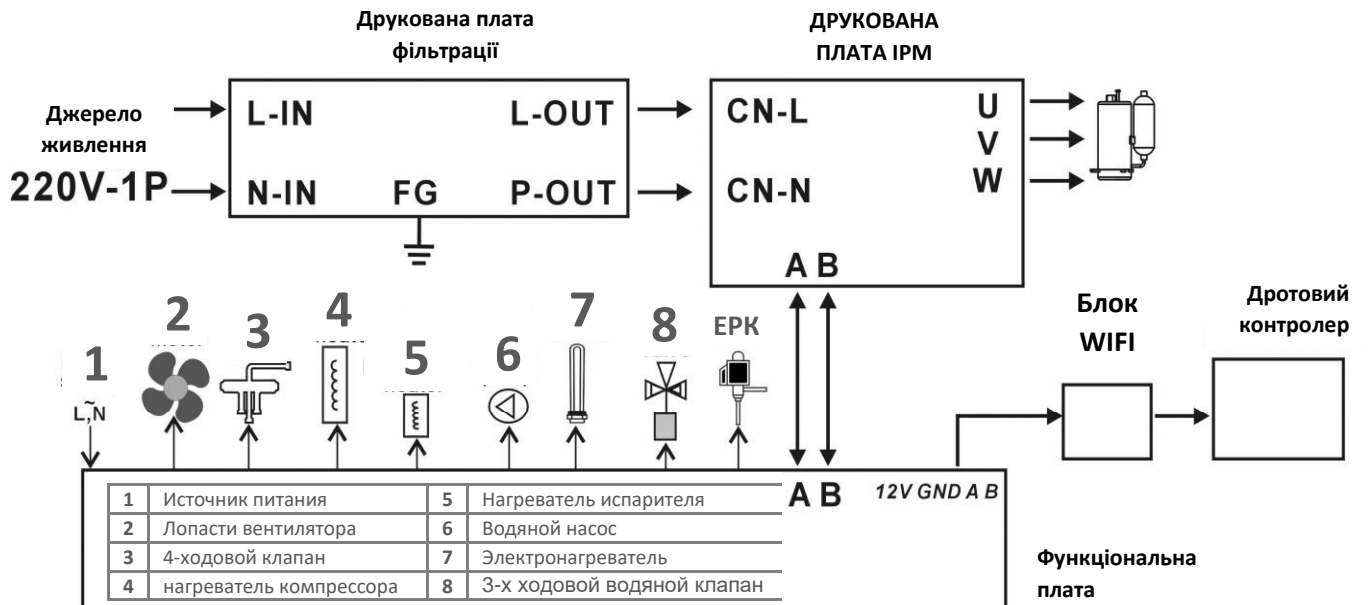 Друкована плата
фільтрації
ДРУКОВАНА
ПЛАТА IPM
Джерело
живлення
220V-1P
L-IN
L-OUT
N-IN
FG
P-OUT
CN-L
CN-N
U
V
W
A B
1
2
3
4
5
6
7
8
ЕРК
L,N
~
Блок
WIFI
Дротовий
контролер
A B
12V GND A B
1 Источник питания 5 Нагреватель испарителя
2 Лопасти вентилятора 6 Водяной насос
3 4-ходовой клапан 7 Электронагреватель
4 нагреватель компрессора 8 3-х ходовой водяной клапан
Функціональна
плата